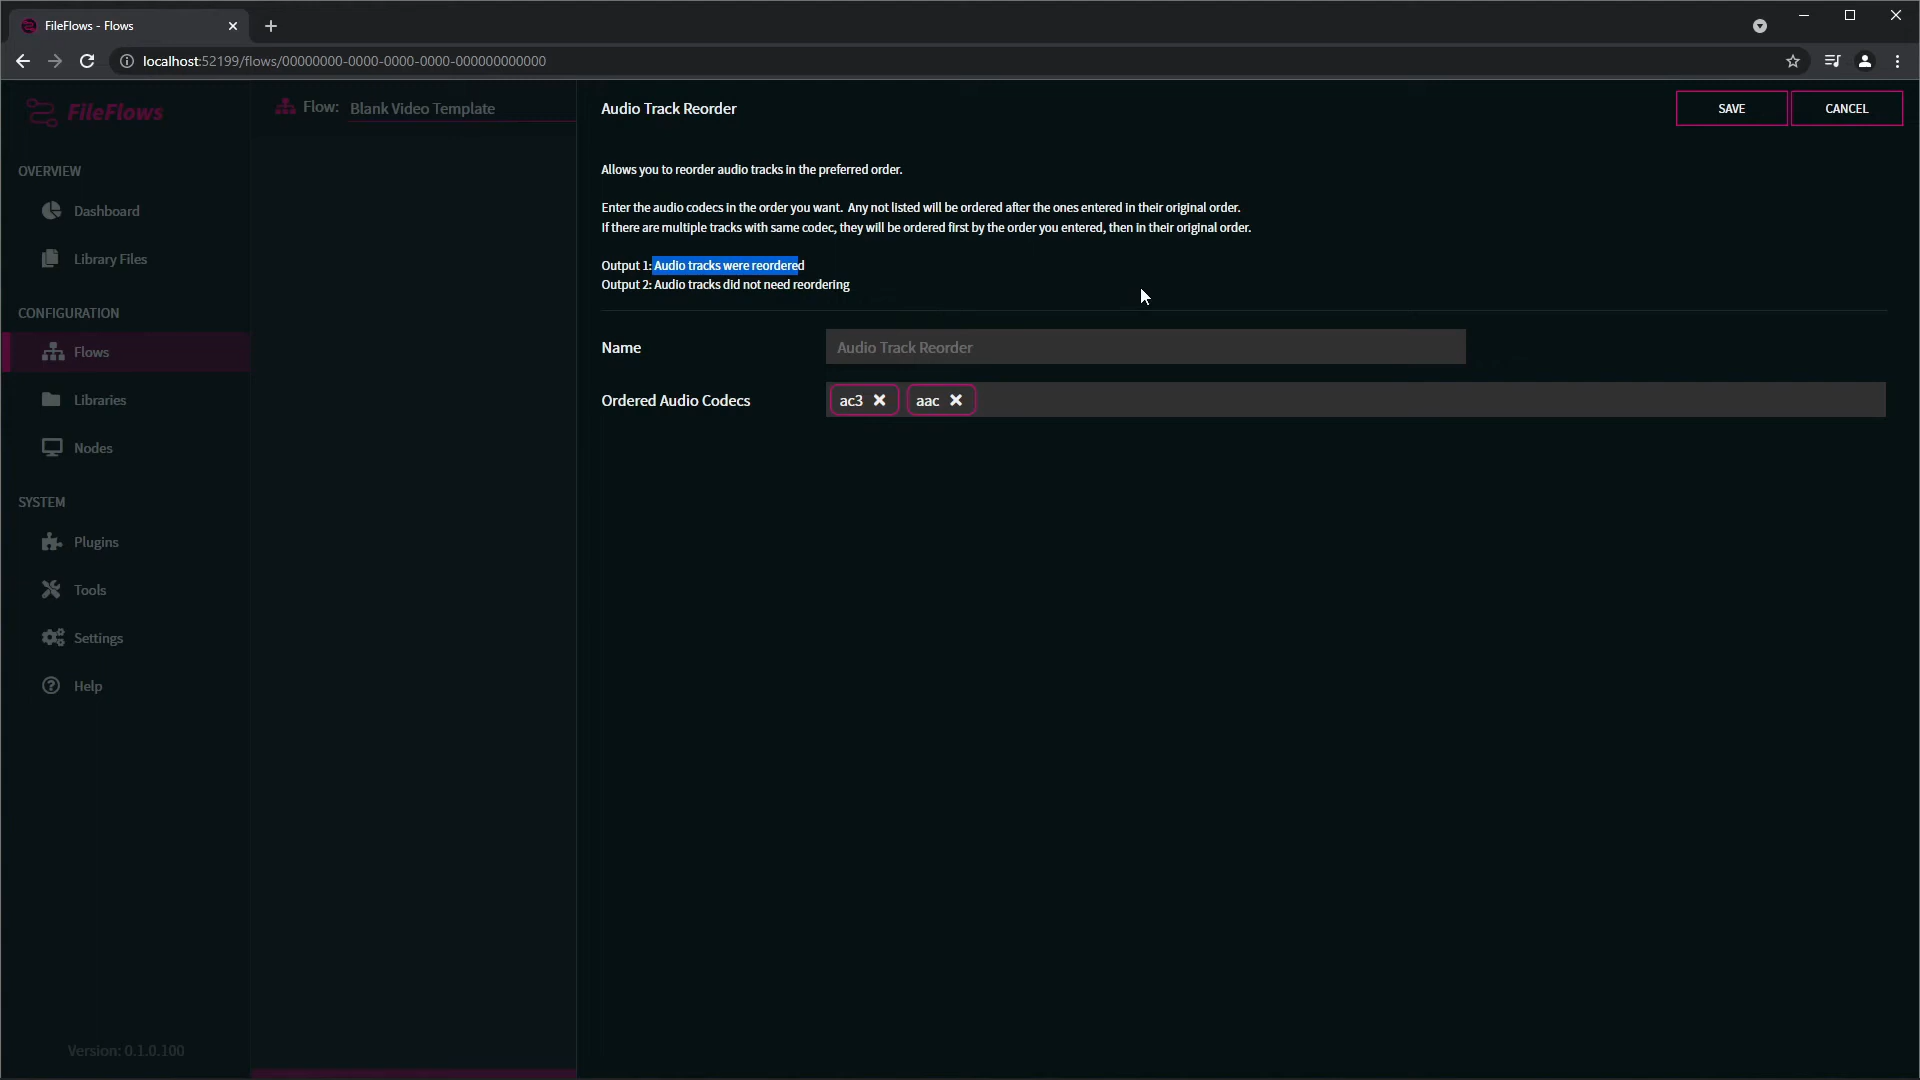 FileFlows - Flows
localhost:52199/flows/00000000-0000-0000-0000-000000000000
FileFlows
Flow: Blank Video Template
Audio Track Reorder
SAVE
CANCEL
OVERVIEW
Dashboard
Library Files
CONFIGURATION
Flows
Libraries
Nodes
SYSTEM
Plugins
Tools
Settings
Help
Version: 0.1.0.100
Allows you to reorder audio tracks in the preferred order.
Enter the audio codecs in the order you want.  Any not listed will be ordered after the ones entered in their original order.
If there are multiple tracks with same codec, they will be ordered first by the order you entered, then in their original order.
Output 1: Audio tracks were reordered
Output 2: Audio tracks did not need reordering
Name
Audio Track Reorder
Ordered Audio Codecs
ac3
aac